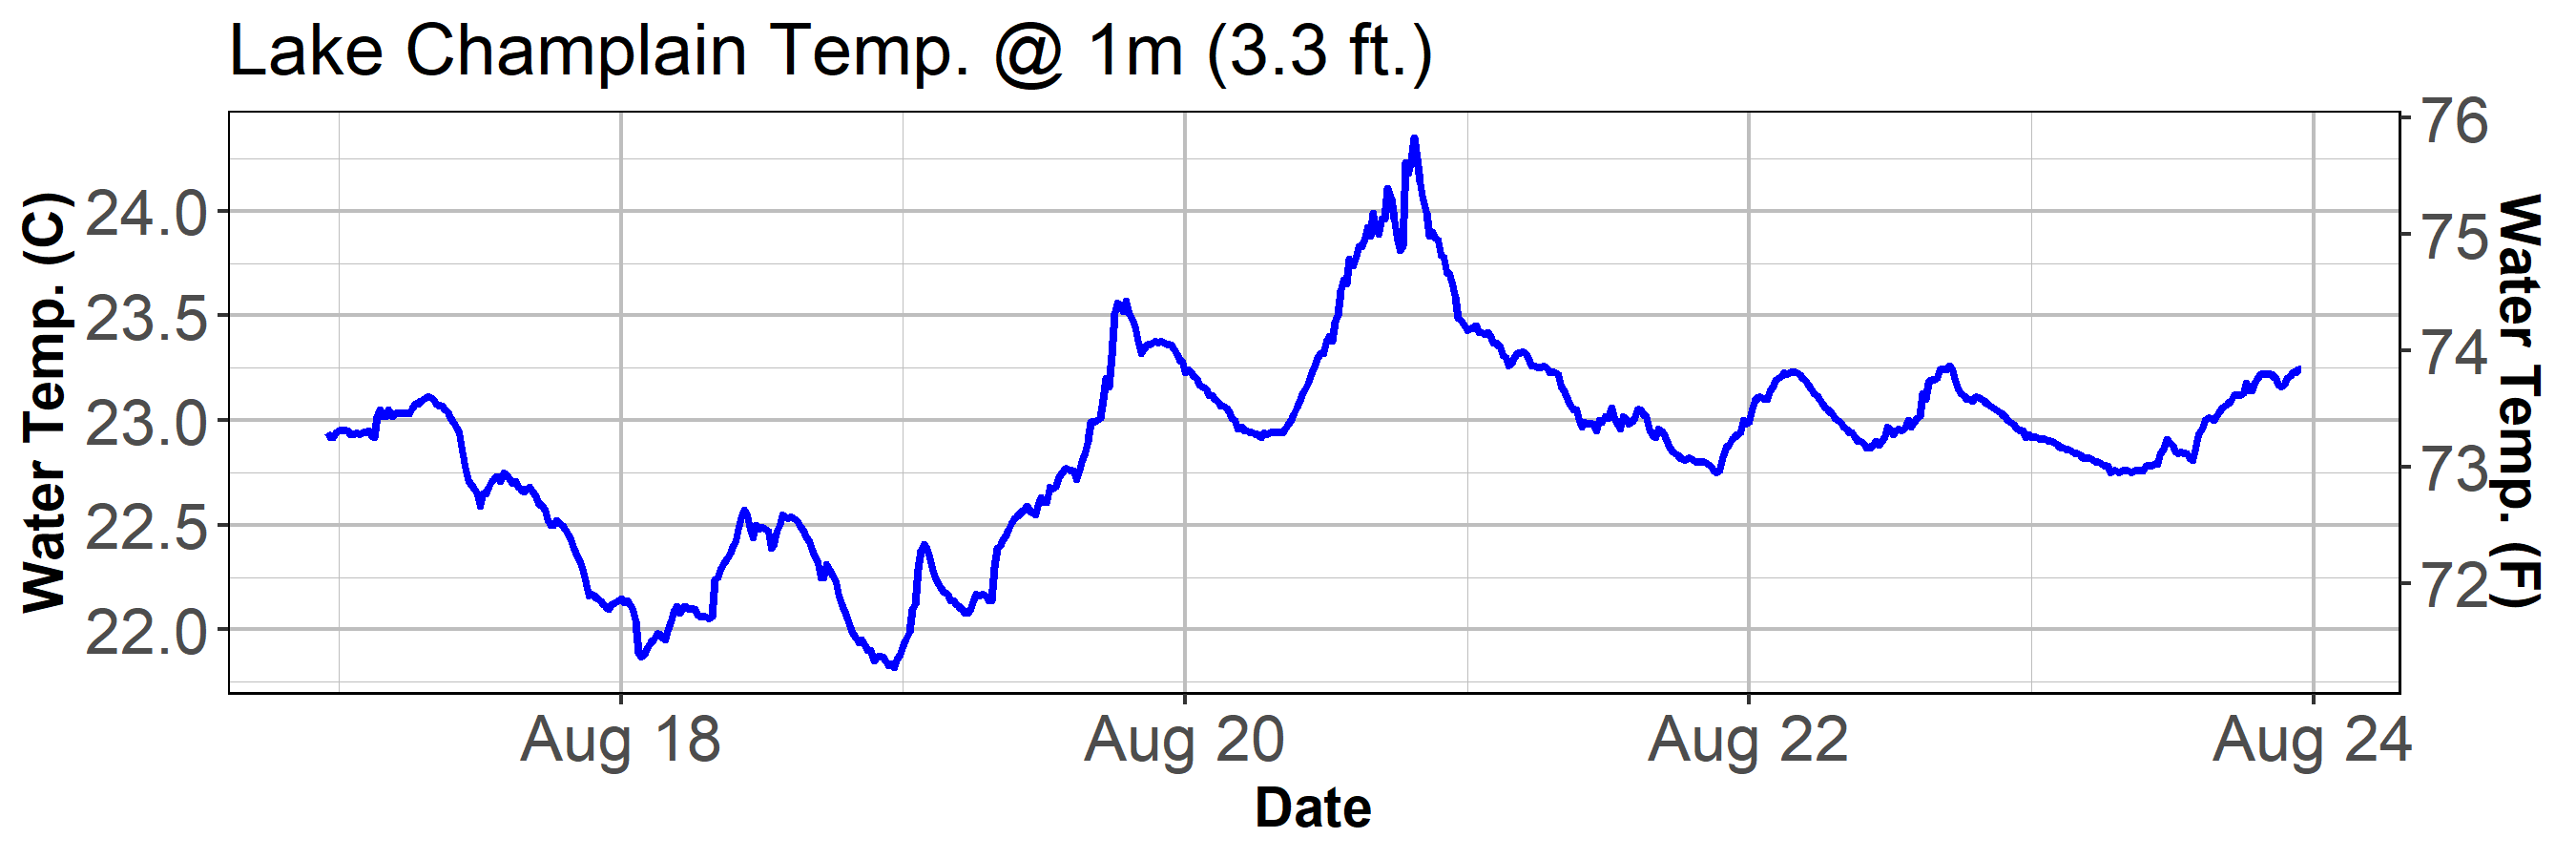 Lake Champlain Temp. @ 1m (3.3 ft.)
Water Temp. (C)
24.0
23.5
23.0
22.5
22.0
76
75
74
73
72
Water Temp. (F)
Aug 18 Aug 20 Aug 22 Aug 24
Date